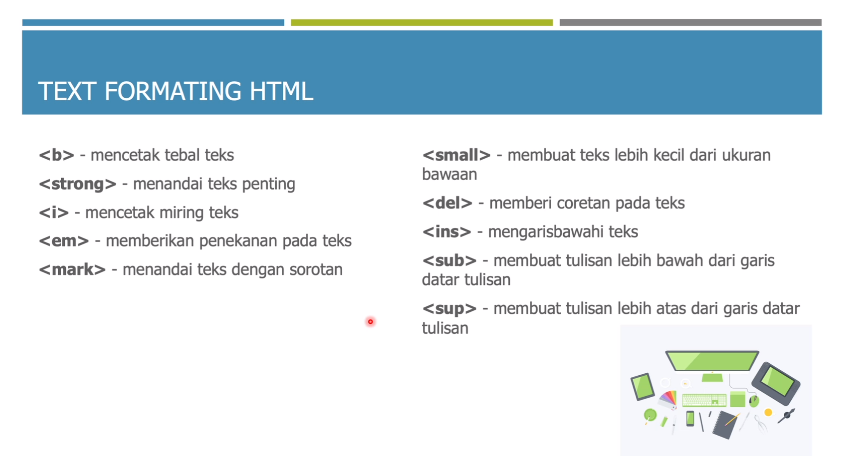 TEXT FORMATING HTML
<b> - mencetak tebal teks
<strong> - menandai teks penting
<i> - mencetak miring teks
<em> - memberikan penekanan pada teks
<mark> - menandai teks dengan sorotan
<small> - membuat teks lebih kecil dari ukuran
bawaan
<del> - memberi coretan pada teks
<ins> - mengarisbawahi teks
<sub> - membuat tulisan lebih bawah dari garis
datar tulisan
<sup> - membuat tulisan lebih atas dari garis datar
tulisan